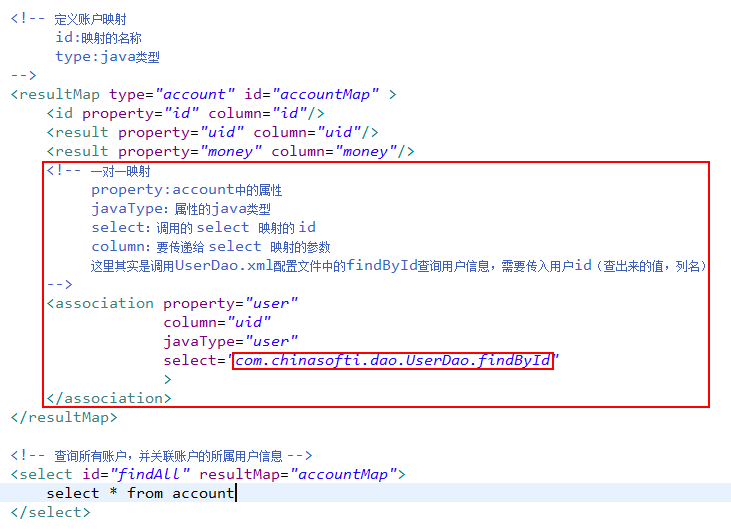 <!-- 定义账户映射
id:映射的名称
type:java类型
-->
<resultMap type="account" id="accountMap" >
<id property="id" column="id"/>
<result property="uid" column="uid"/>
<result property="money" column="money"/>
<!-- 一对一映射
property:account中的属性
javaType：属性的java类型
select：调用的 select 映射的 id
column：要传递给 select 映射的参数
这里其实是调用UserDao.xml配置文件中的findById查询用户信息，需要传入用户id（查出来的值，列名）
-->
<association property="user"
column="uid"
javaType="user"
select="com.chinasofti.dao.UserDao.findById"
>
</association>
</resultMap>
<!-- 查询所有账户，并关联账户的所属用户信息 -->
<select id="findAll" resultMap="accountMap">
select * from account
</select>